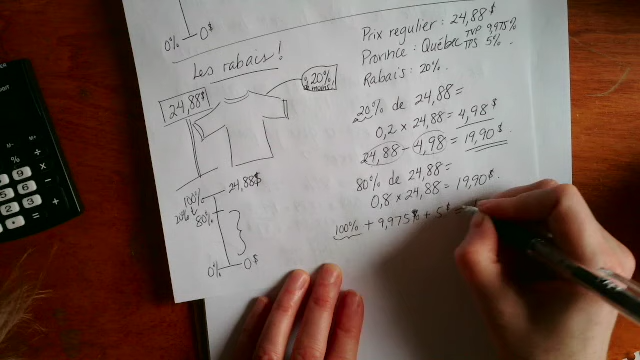 0% 0$
Les rabais!
24,88$
20% de moins
100% 24,88$
20%
80%
0% 0$
Prix regulier : 24,88$
Province : Québec TVP 9,975%
TPS 5%
Rabais : 20%
20% de 24,88 =
0,2 x 24,88 = 4,98 $
24,88 - 4,98 = 19,90 $
80% de 24,88 =
0,8 x 24,88 = 19,90 $
100% + 9,975% + 5% =